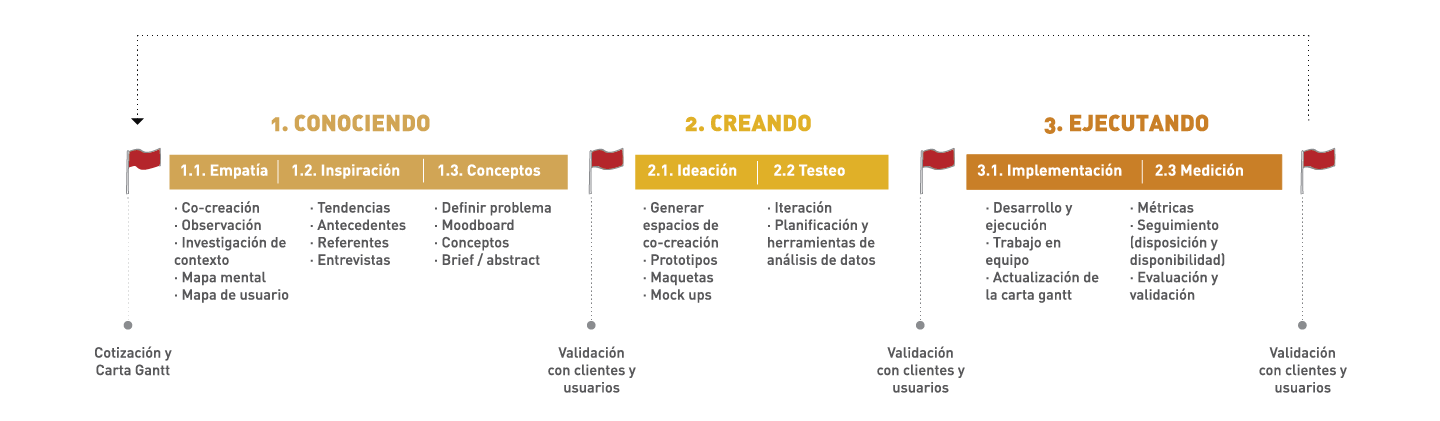 1. CONOCIENDO
1.1. Empatía
1.2. Inspiración
1.3. Conceptos
· Co-creación
· Observación
· Investigación de
contexto
· Mapa mental
· Mapa de usuario
· Tendencias
· Antecedentes
· Referentes
· Entrevistas
· Definir problema
· Moodboard
· Conceptos
· Brief / abstract
2. CREANDO
2.1. Ideación
2.2 Testeo
· Generar
espacios de
co-creación
· Prototipos
· Maquetas
· Mock ups
· Iteración
· Planificación y
herramientas de
análisis de datos
3. EJECUTANDO
3.1. Implementación
2.3 Medición
· Desarrollo y
ejecución
· Trabajo en
equipo
· Actualización de
la carta gantt
· Métricas
· Seguimiento
(disposición y
disponibilidad)
· Evaluación y
validación
Cotización y
Carta Gantt
Validación
con clientes y
usuarios
Validación
con clientes y
usuarios
Validación
con clientes y
usuarios